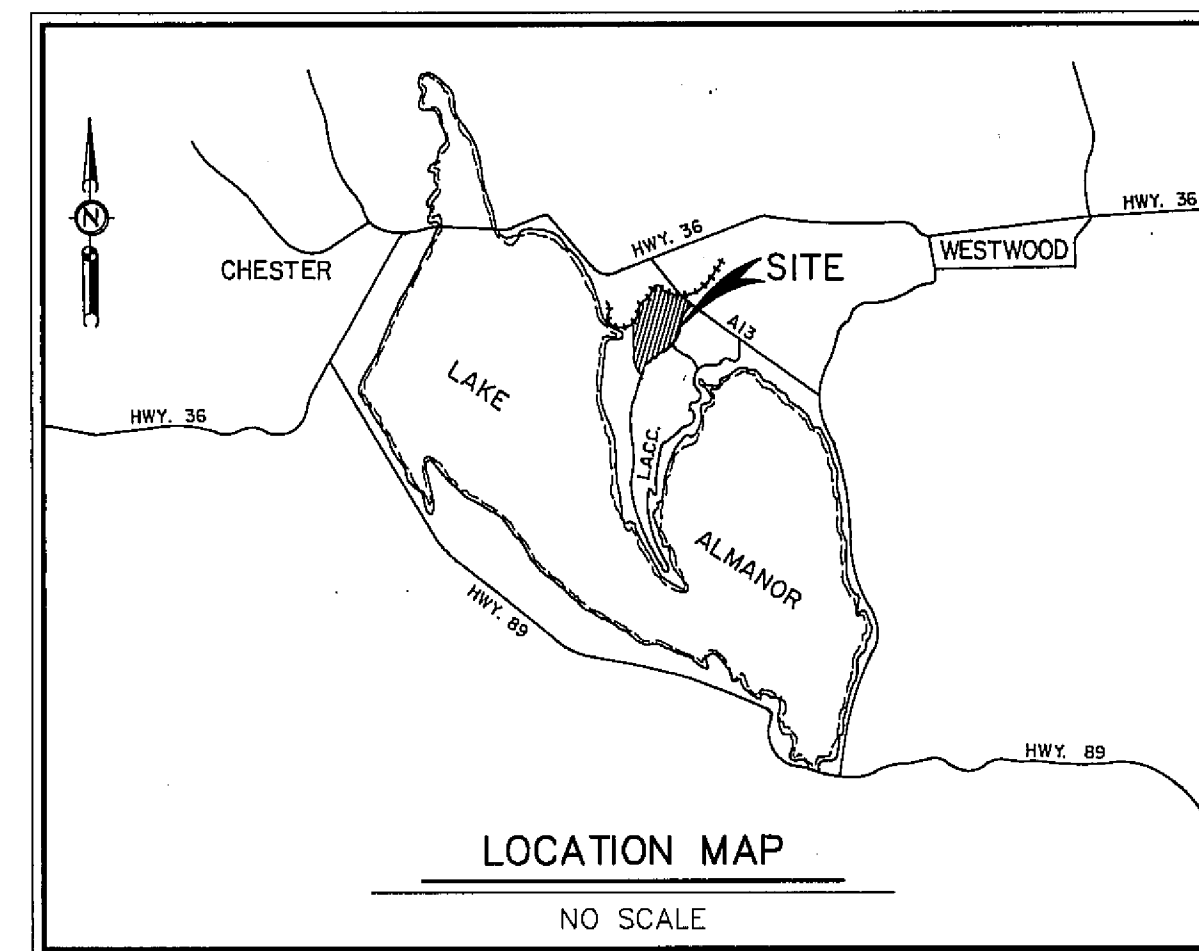 HWY. 36
HWY. 36
WESTWOOD
N
CHESTER
SITE
A13
LAKE
HWY. 36
L.A.C.C.
ALMANOR
HWY. 89
HWY. 89
LOCATION MAP
NO SCALE